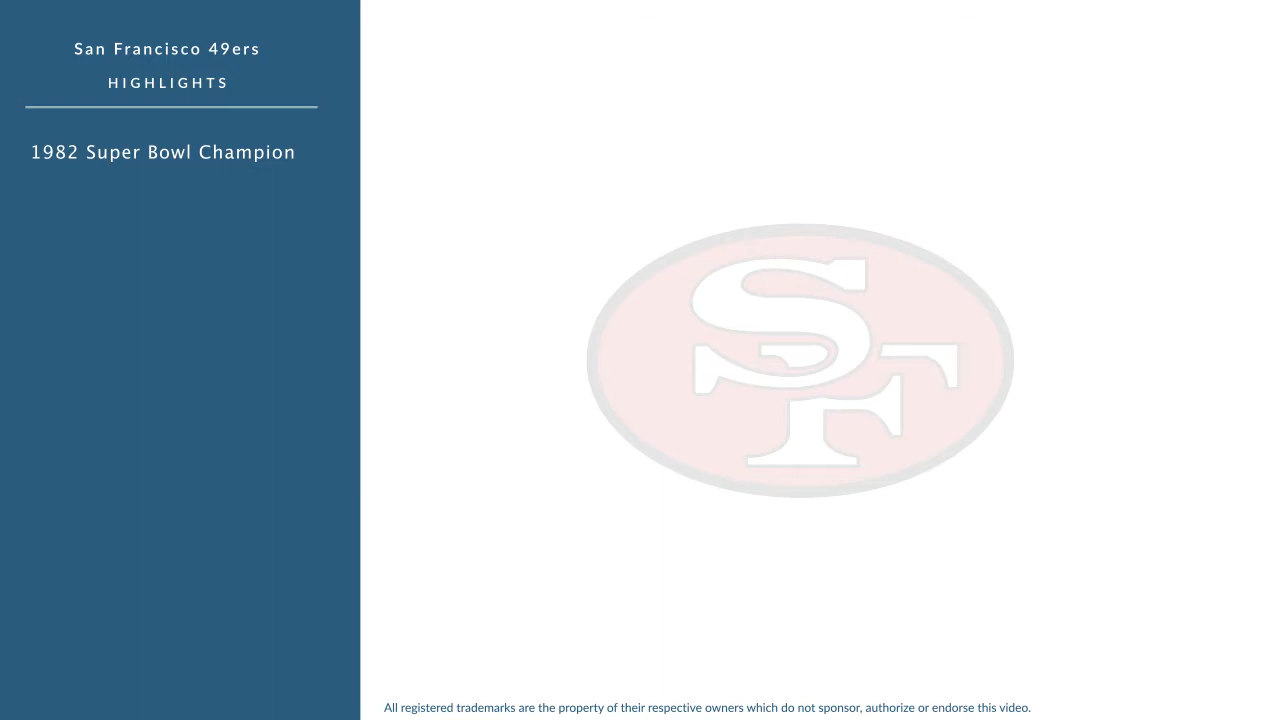 San Francisco 49ers
HIGHLIGHTS
1982 Super Bowl Champion
SF
All registered trademarks are the property of their respective owners which do not sponsor, authorize or endorse this video.